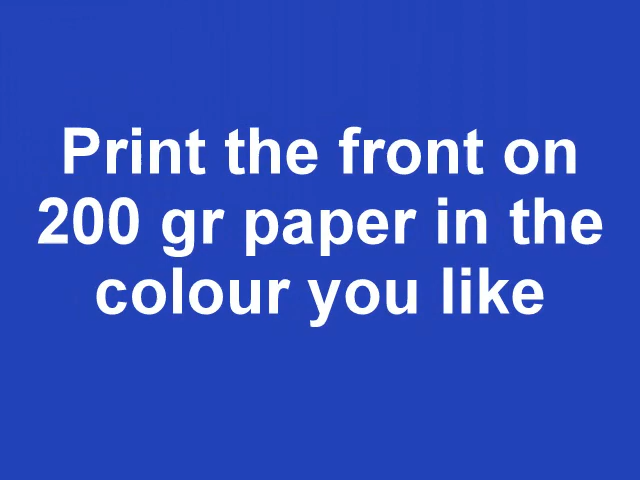 Print the front on
200 gr paper in the
colour you like